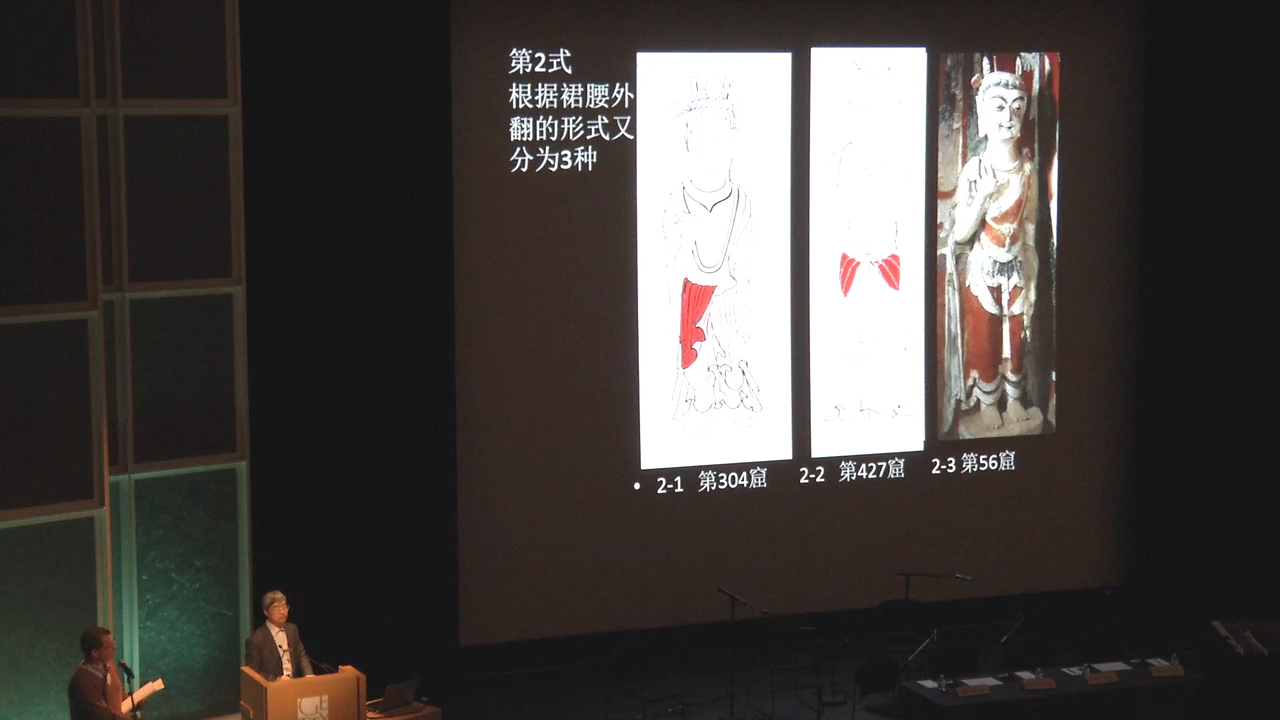 第2式
根据裙腰外
翻的形式又
分为3种
• 2-1 第304窟 2-2 第427窟 2-3 第56窟